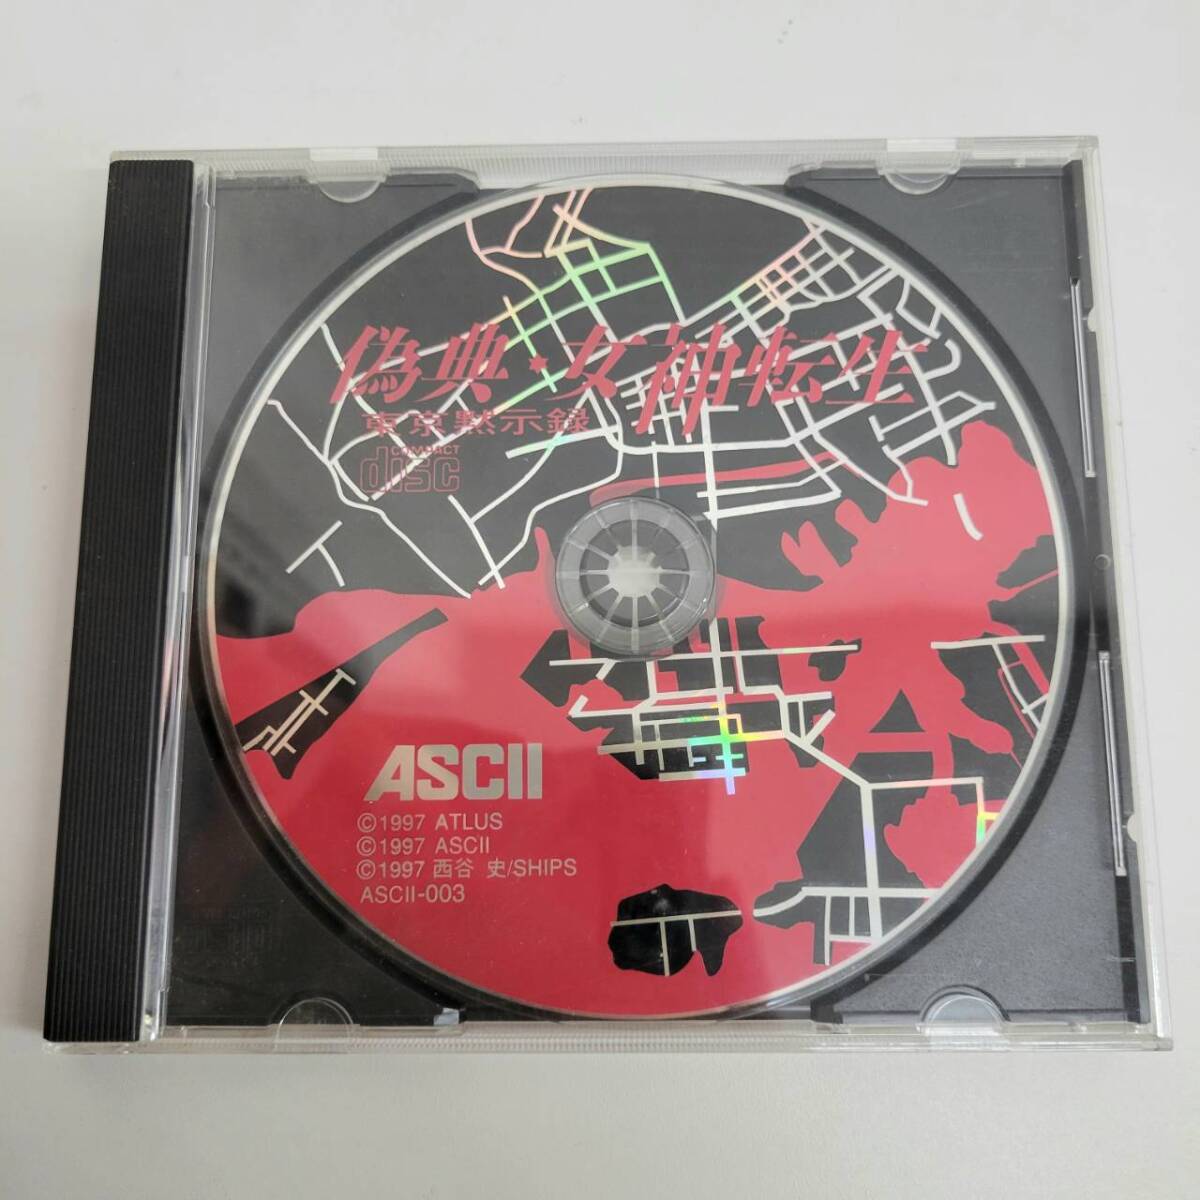 偽典・女神転生
東京黙示録
COMPACT
disc
ASCII
©1997 ATLUS
©1997 ASCII
©1997 西谷 史/SHIPS
ASCII-003